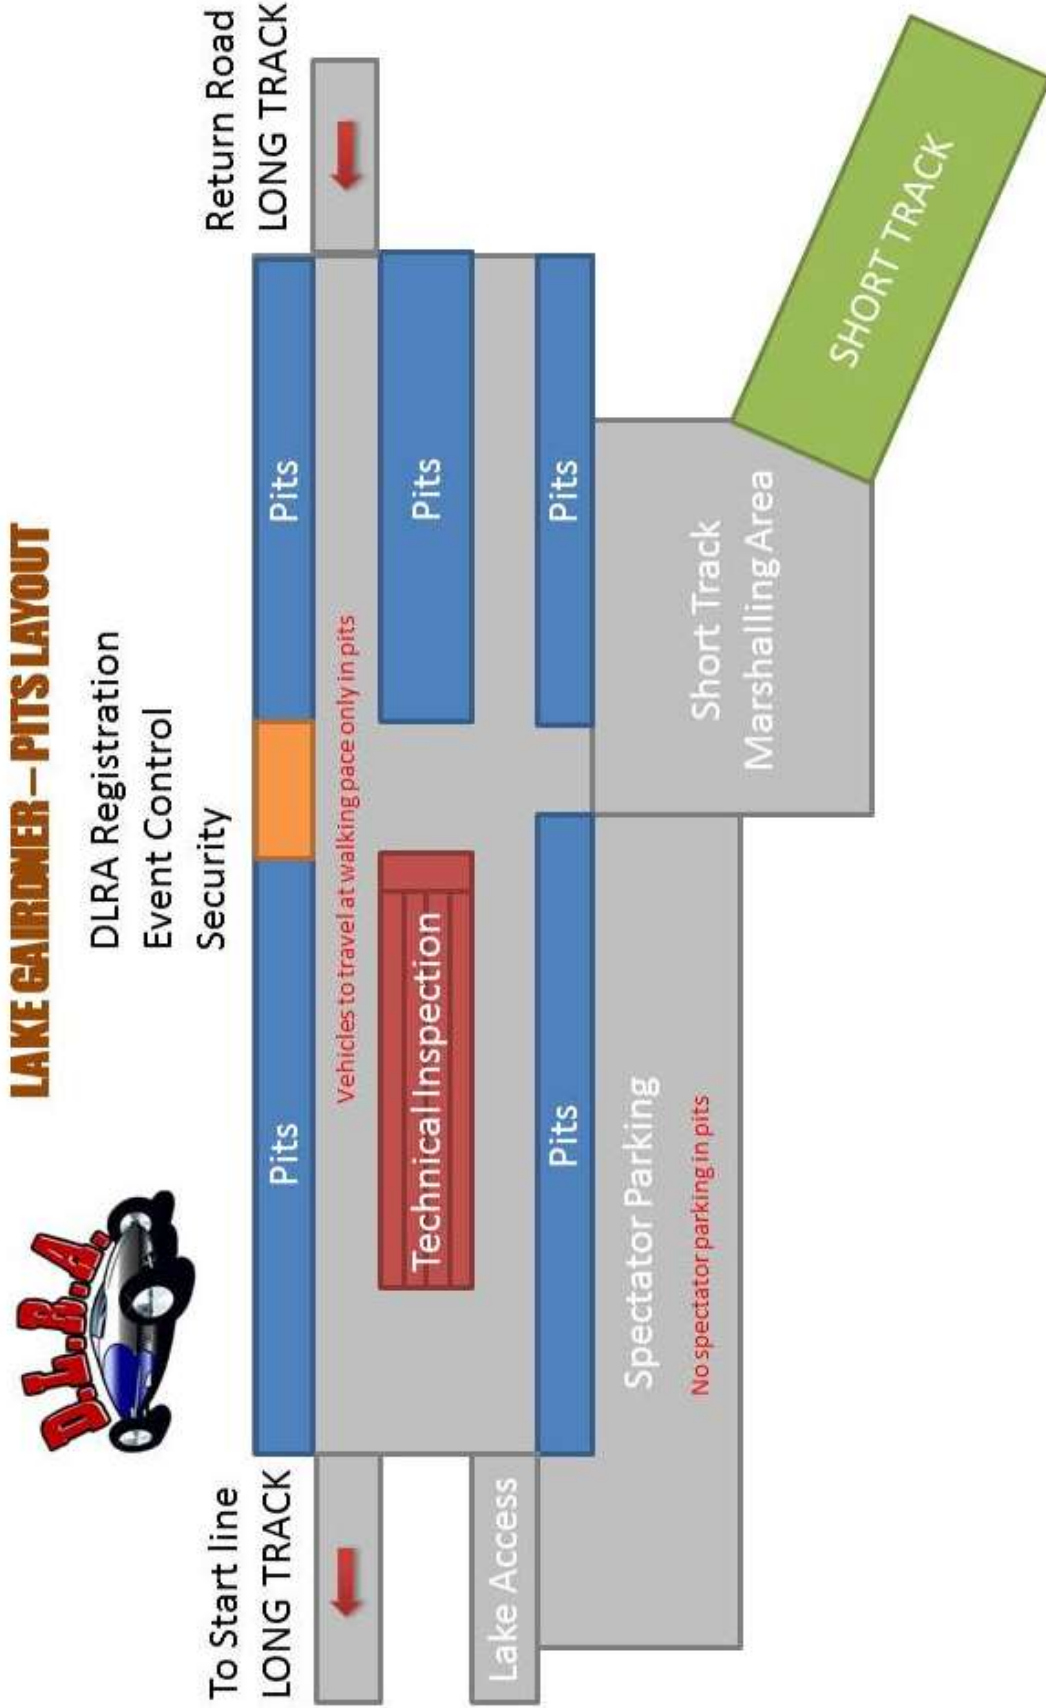 LAKE GAIRDNER – PITS LAYOUT
D.L.R.A.
DLRA Registration
Event Control
Security
To Start line
LONG TRACK
Return Road
LONG TRACK
Pits
Pits
Vehicles to travel at walking pace only in pits
Technical Inspection
Pits
Lake Access
Pits
Pits
Spectator Parking
No spectator parking in pits
Short Track
Marshalling Area
SHORT TRACK